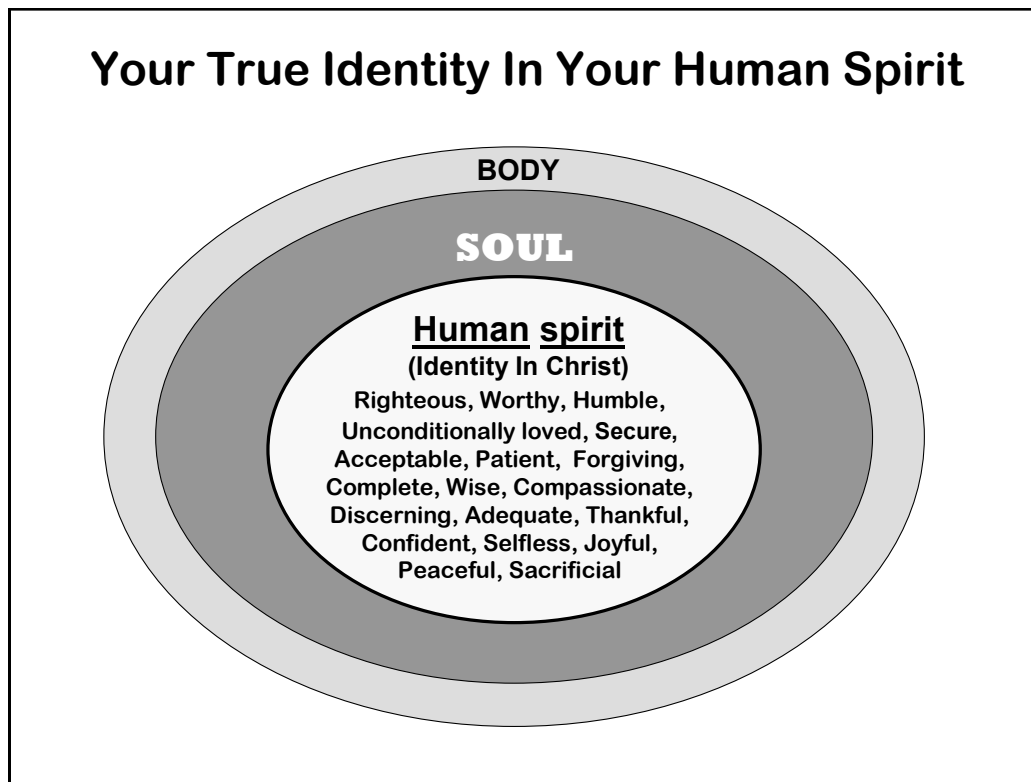 Your True Identity In Your Human Spirit
BODY
SOUL
Human spirit
(Identity In Christ)
Righteous, Worthy, Humble,
Unconditionally loved, Secure,
Acceptable, Patient, Forgiving,
Complete, Wise, Compassionate,
Discerning, Adequate, Thankful,
Confident, Selfless, Joyful,
Peaceful, Sacrificial